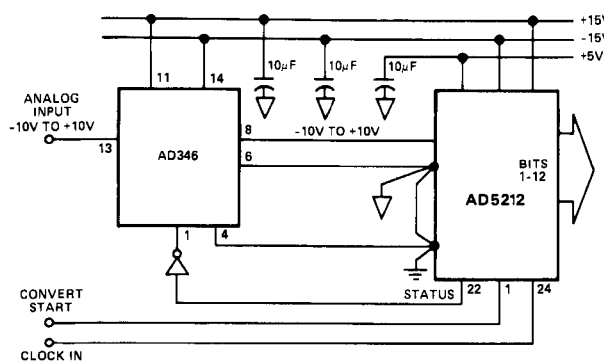 +15V
-15V
+5V
10µF
10µF
10µF
11
14
ANALOG
INPUT
-10V TO +10V
13
AD346
8
-10V TO +10V
6
BITS
1-12
AD5212
1
4
STATUS
22
1
24
CONVERT
START
CLOCK IN